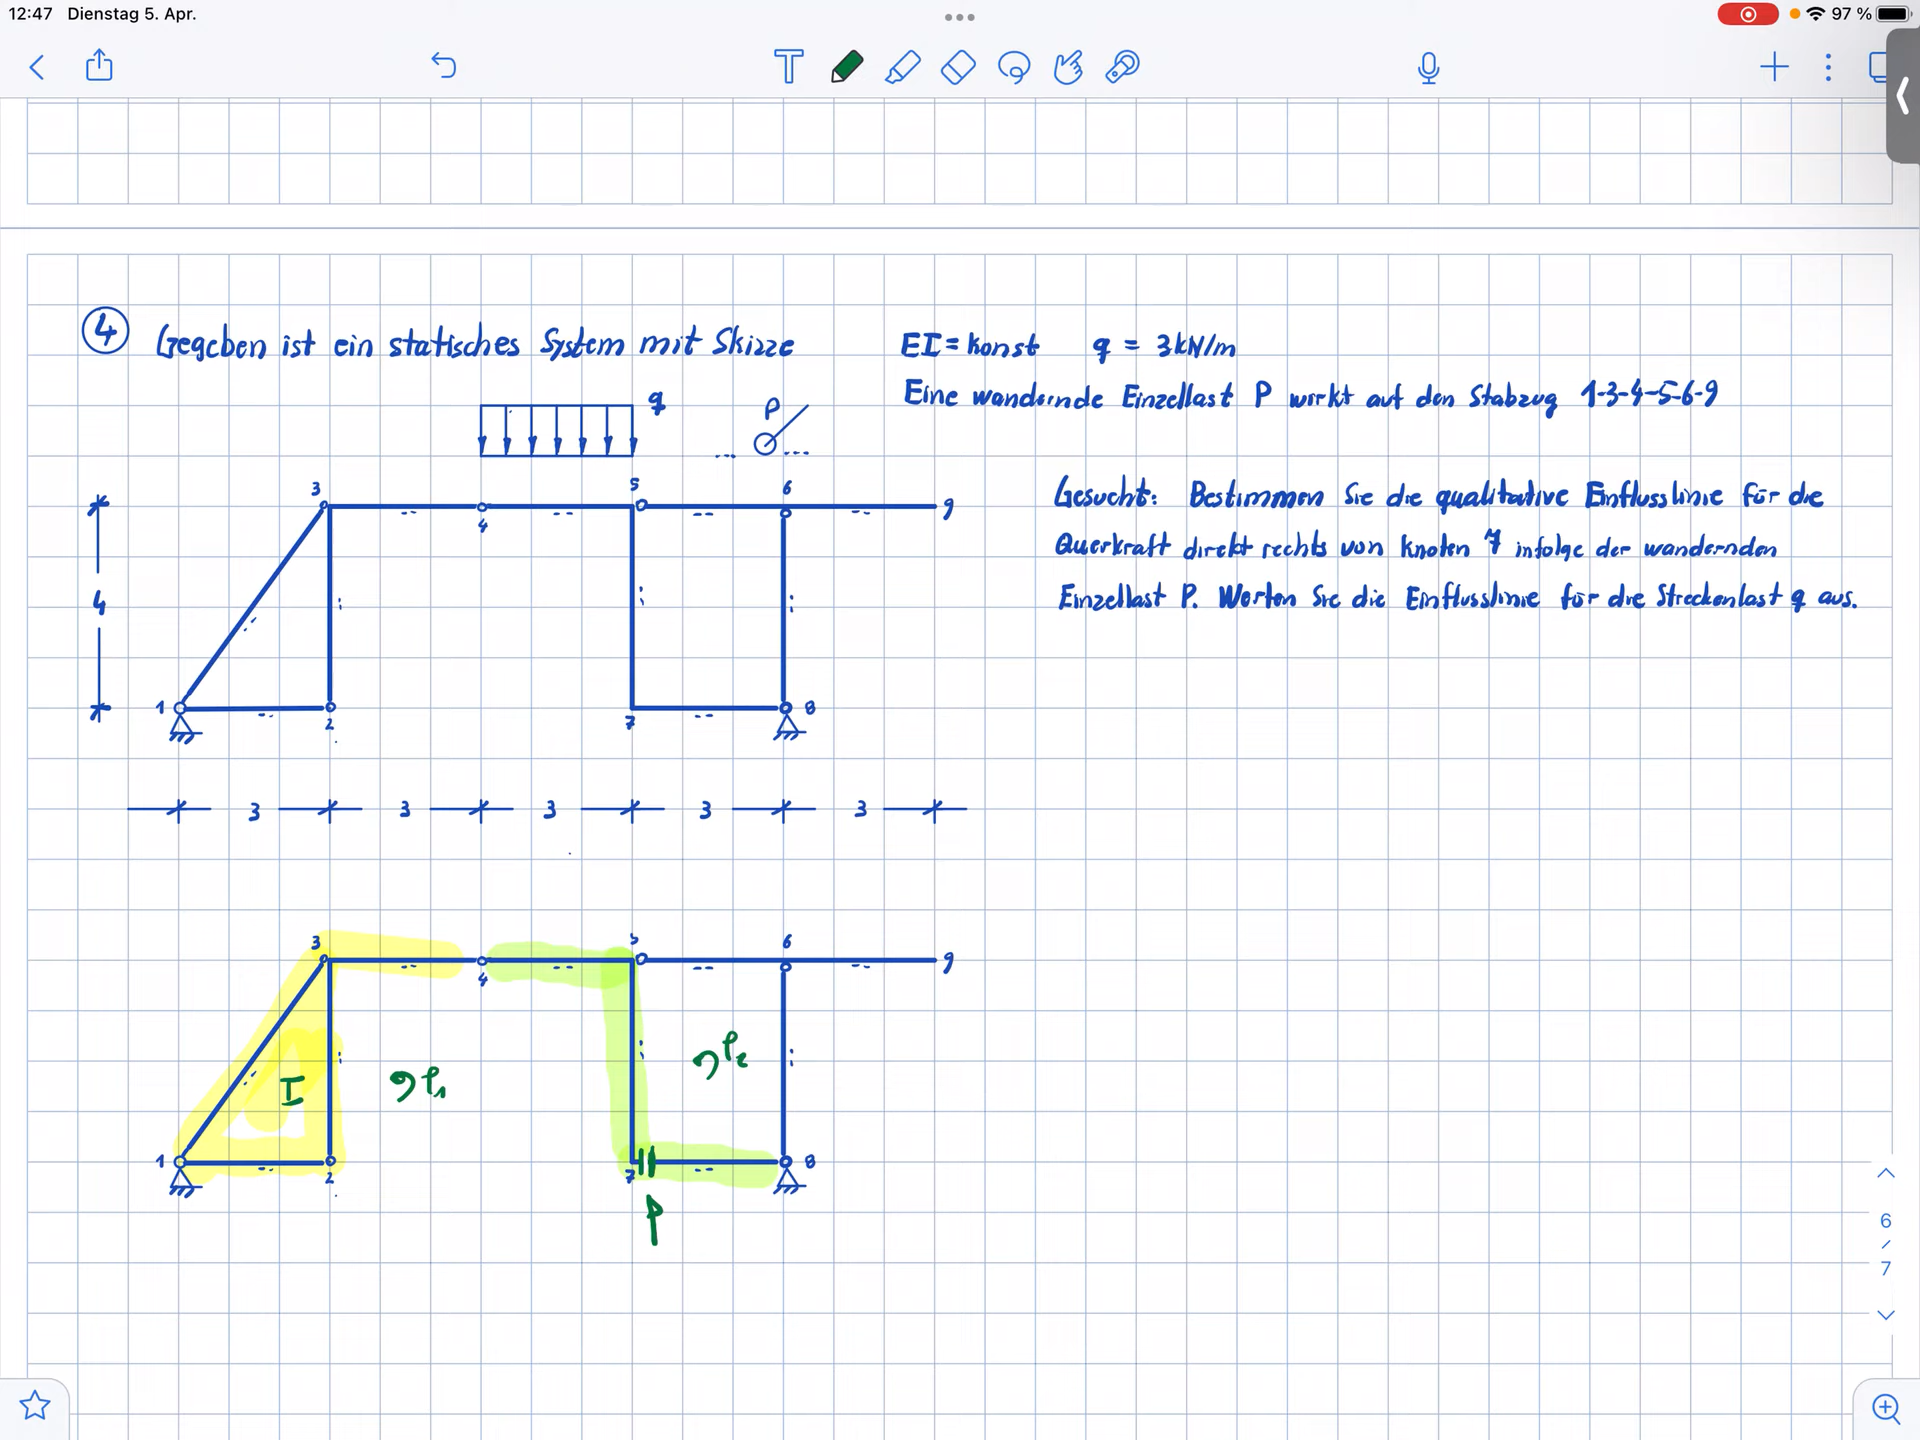 12:47 Dienstag 5. Apr.
97 %
④ Gegeben ist ein statisches System mit Skizze
EI = konst q = 3kN/m
Eine wandernde Einzellast P wirkt auf den Stabzug 1-3-4-5-6-9
q
P
Gesucht: Bestimmen Sie die qualitative Einflusslinie für die
Querkraft direkt rechts von Knoten 7 infolge der wandernden
Einzellast P. Werten Sie die Einflusslinie für die Streckenlast q aus.
3 5 6
4 9
4
1 2 7 8
3 3 3 3 3
3 5 6
4 9
I φ₁ φ₂
1 2 7 8
P
6
/
7